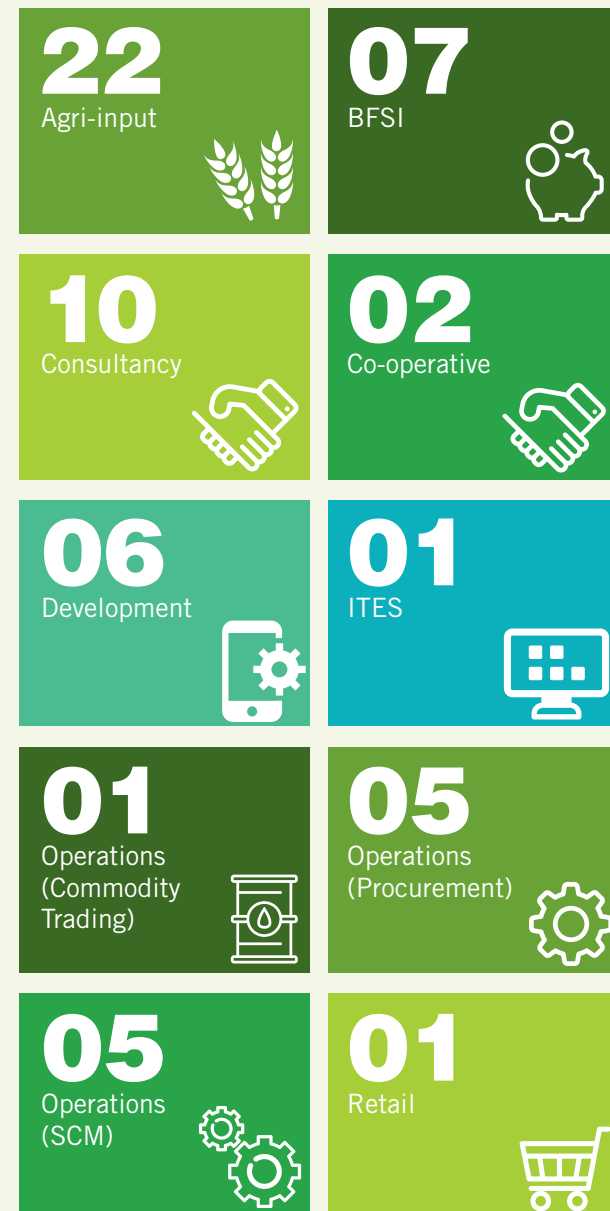 22
Agri-input
07
BFSI
10
Consultancy
02
Co-operative
06
Development
01
ITES
01
Operations
(Commodity
Trading)
05
Operations
(Procurement)
05
Operations
(SCM)
01
Retail